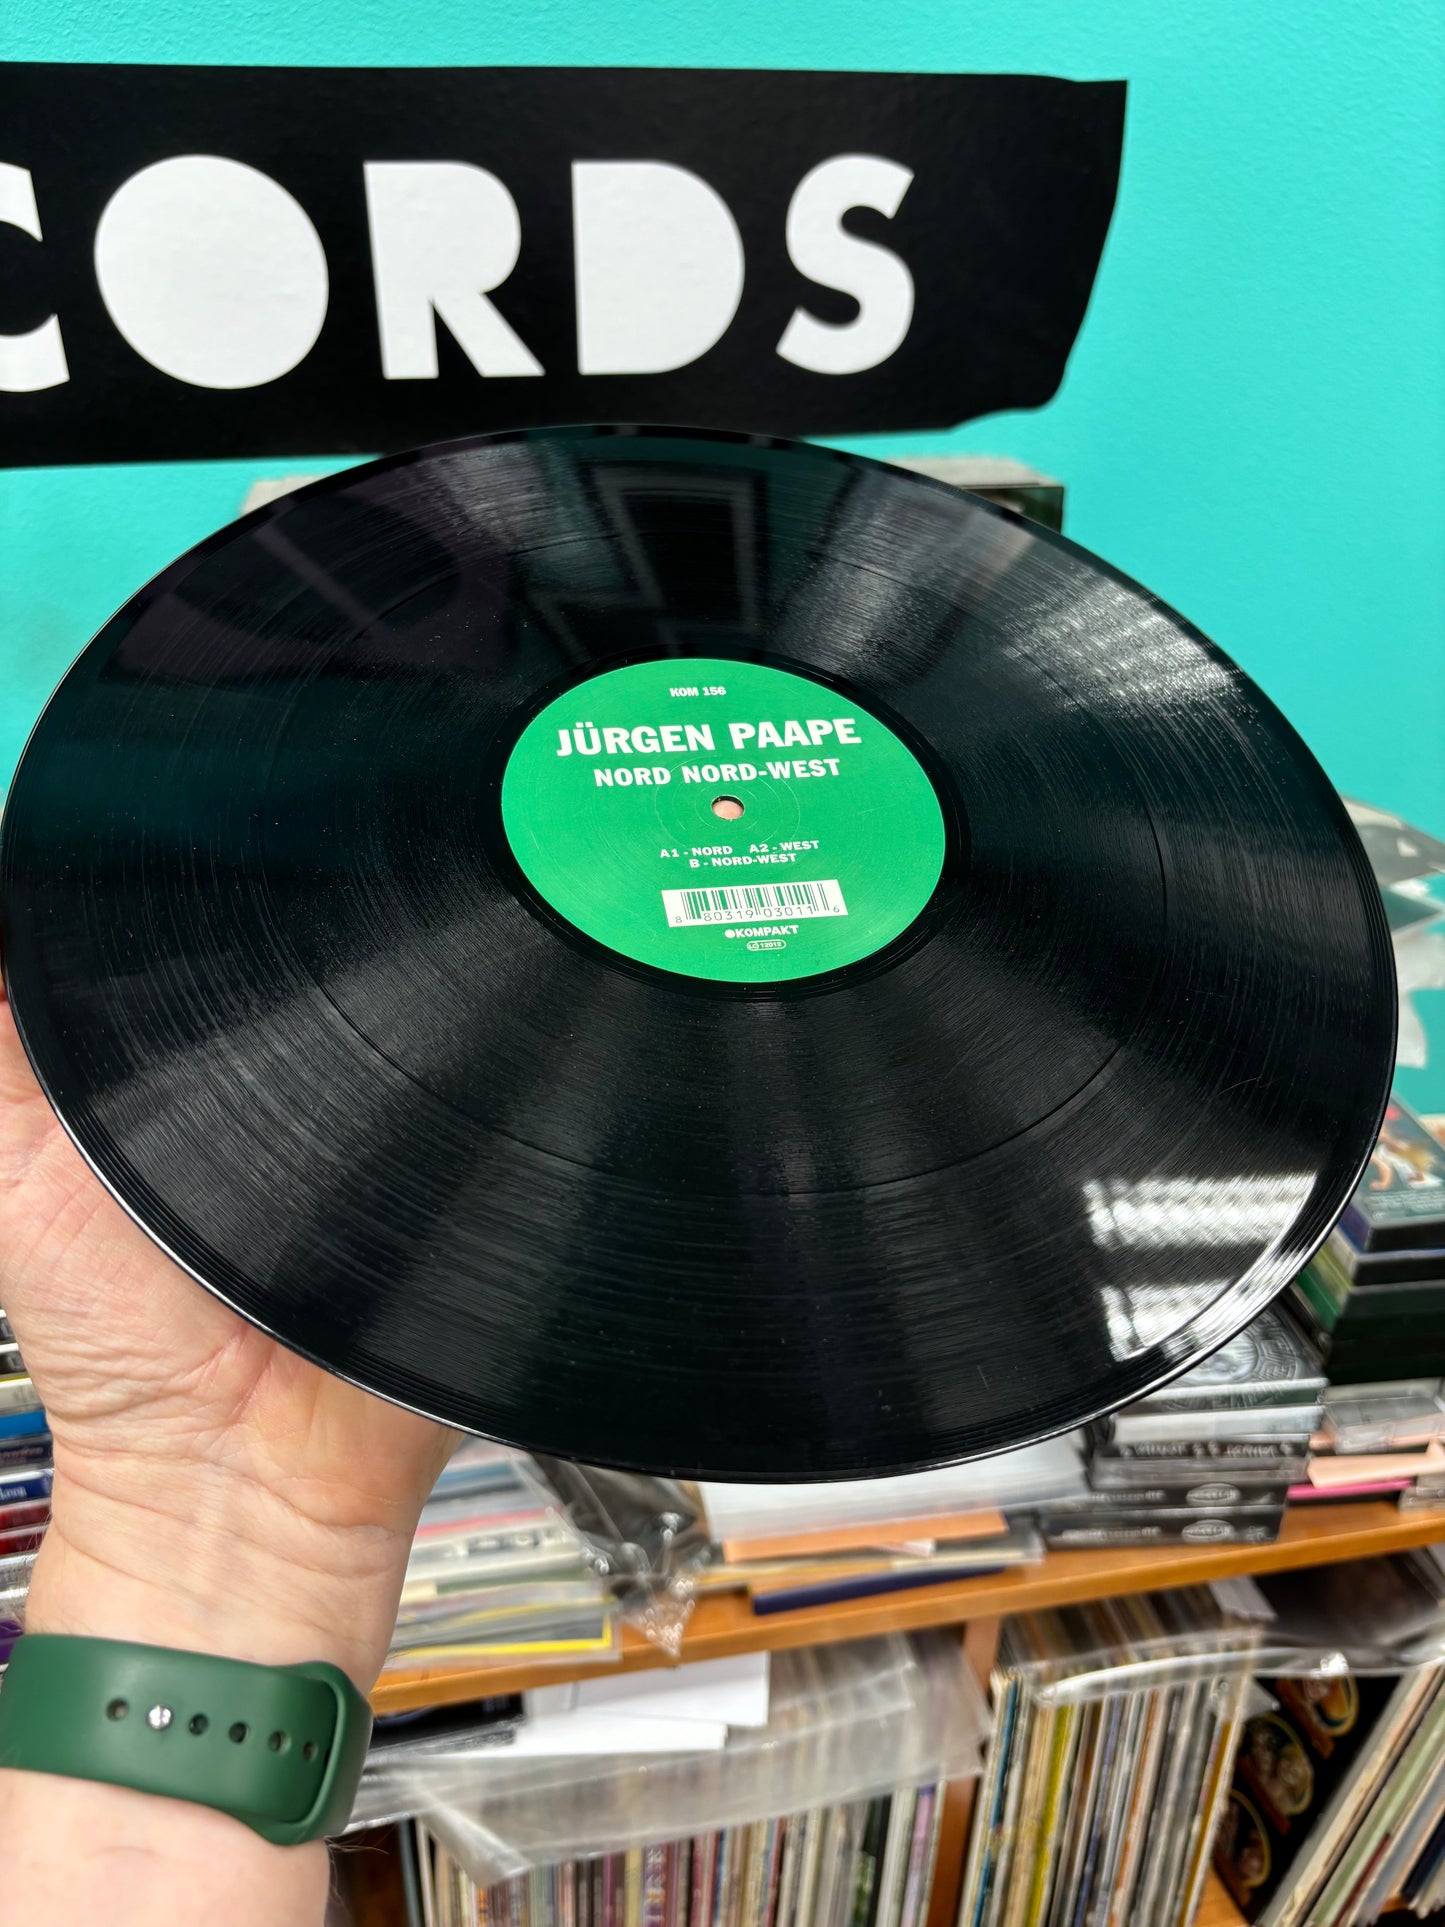 CORDS
KOM 156
JÜRGEN PAAPE
NORD NORD-WEST
A1 - NORD A2 - WEST
B - NORD-WEST
8 80319 03011 6
KOMPAKT
LC 12012